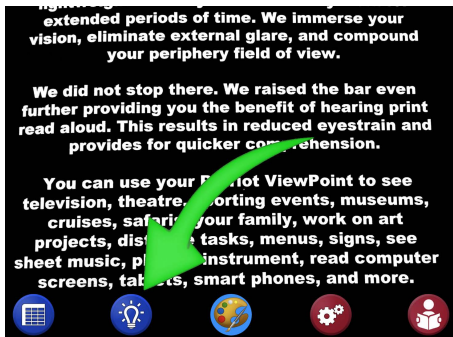 extended periods of time. We immerse your
vision, eliminate external glare, and compound
your periphery field of view.
We did not stop there. We raised the bar even
further providing you the benefit of hearing print
read aloud. This results in reduced eyestrain and
provides for quicker comprehension.
You can use your Patriot ViewPoint to see
television, theatre, sporting events, museums,
cruises, safaris, your family, work on art
projects, distance tasks, menus, signs, see
sheet music, play instrument, read computer
screens, tablets, smart phones, and more.